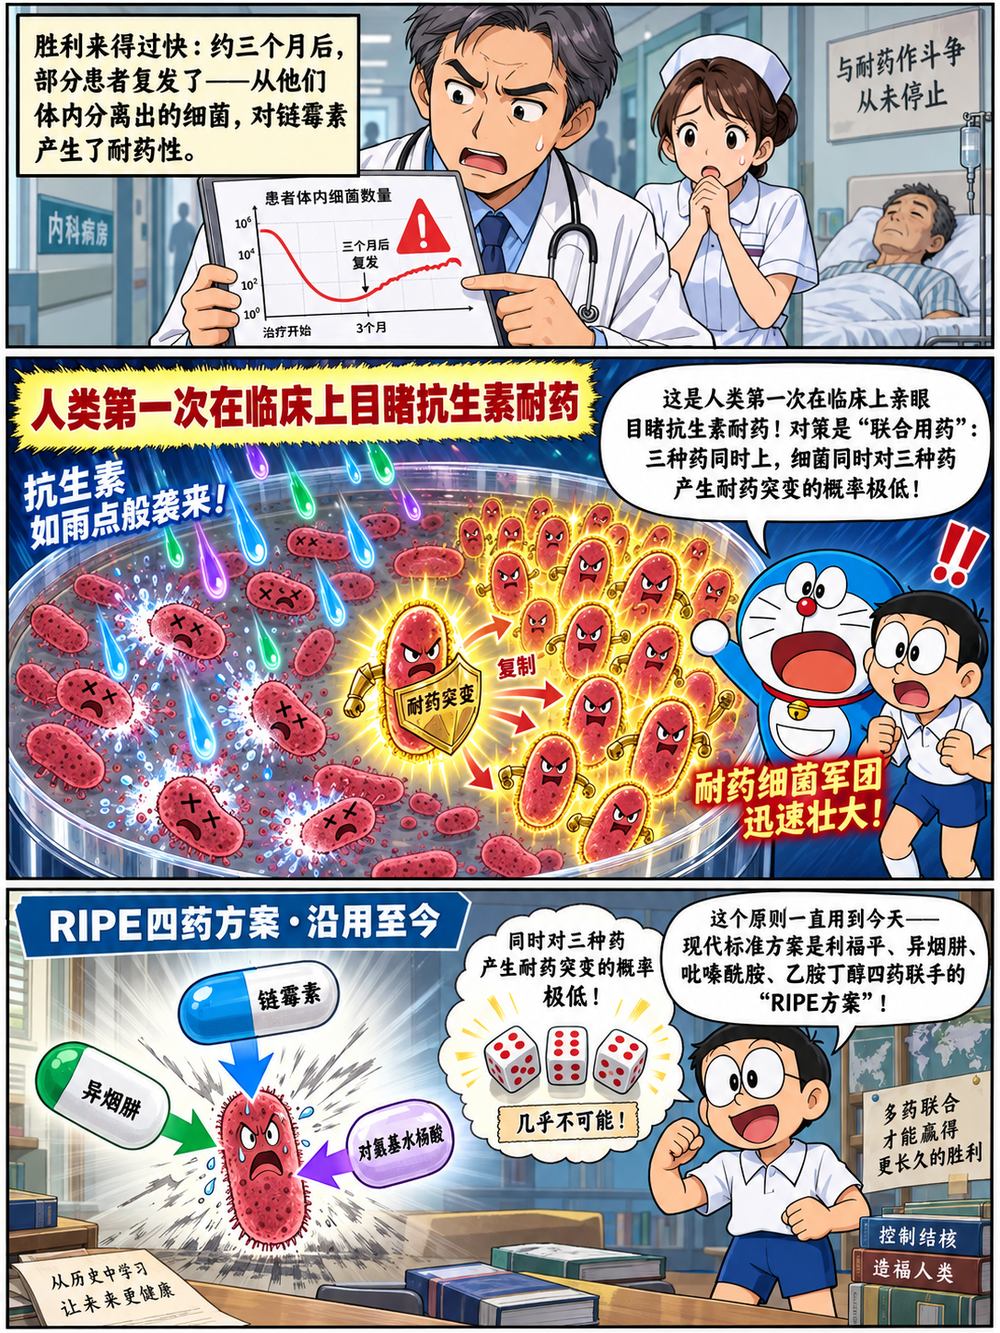 胜利来得过快：约三个月后，
部分患者复发了——从他们
体内分离出的细菌，对链霉素
产生了耐药性。
与耐药作斗争
从未停止
内科病房
患者体内细菌数量
10⁶
10⁴
10²
10⁰
三个月后
复发
治疗开始
3个月
人类第一次在临床上目睹抗生素耐药
这是人类第一次在临床上亲眼
目睹抗生素耐药！对策是“联合用药”：
三种药同时上，细菌同时对三种药
产生耐药突变的概率极低！
抗生素
如雨点般袭来！
!!
复制
耐药突变
耐药细菌军团
迅速壮大！
RIPE四药方案·沿用至今
同时对三种药
产生耐药突变的概率
极低！
几乎不可能！
这个原则一直用到今天——
现代标准方案是利福平、异烟肼、
吡嗪酰胺、乙胺丁醇四药联手的
“RIPE方案”！
链霉素
异烟肼
对氨基水杨酸
多药联合
才能赢得
更长久的胜利
控制结核
造福人类
从历史中学习
让未来更健康